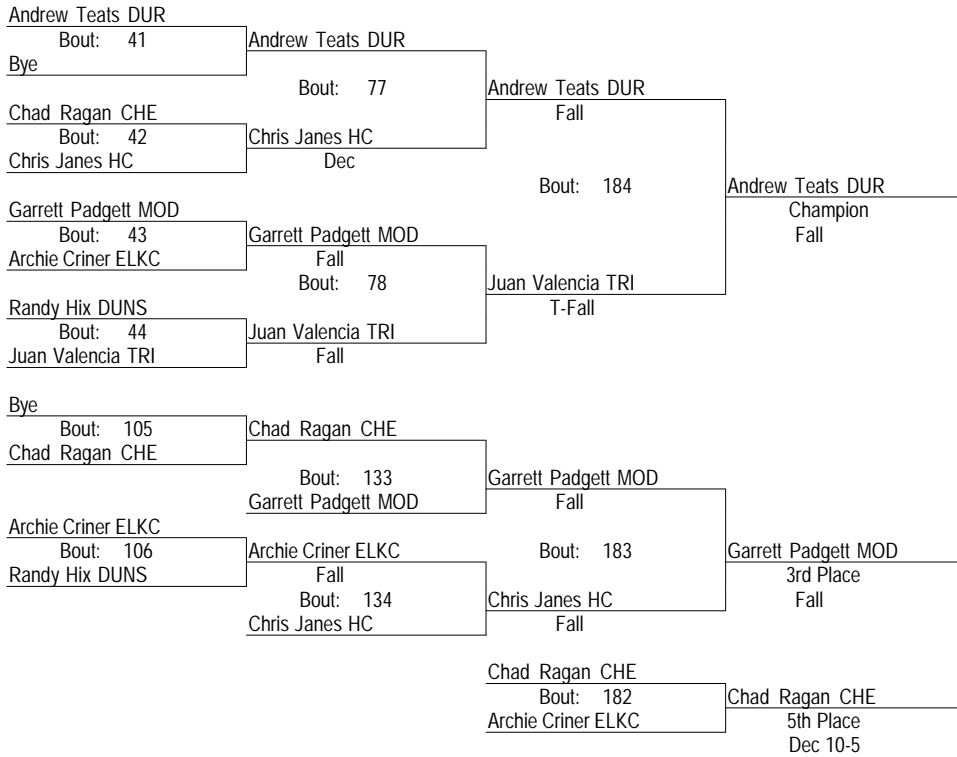 Andrew Teats DUR
Bout: 41
Andrew Teats DUR
Bye
Bout: 77
Andrew Teats DUR
Chad Ragan CHE
Fall
Bout: 42
Chris Janes HC
Chris Janes HC
Dec
Bout: 184
Andrew Teats DUR
Garrett Padgett MOD
Champion
Bout: 43
Garrett Padgett MOD
Fall
Archie Criner ELKC
Fall
Bout: 78
Juan Valencia TRI
Randy Hix DUNS
T-Fall
Bout: 44
Juan Valencia TRI
Juan Valencia TRI
Fall
Bye
Bout: 105
Chad Ragan CHE
Chad Ragan CHE
Bout: 133
Garrett Padgett MOD
Garrett Padgett MOD
Fall
Archie Criner ELKC
Bout: 106
Archie Criner ELKC
Bout: 183
Garrett Padgett MOD
Randy Hix DUNS
Fall
3rd Place
Bout: 134
Chris Janes HC
Fall
Chris Janes HC
Fall
Chad Ragan CHE
Bout: 182
Chad Ragan CHE
Archie Criner ELKC
5th Place
Dec 10-5